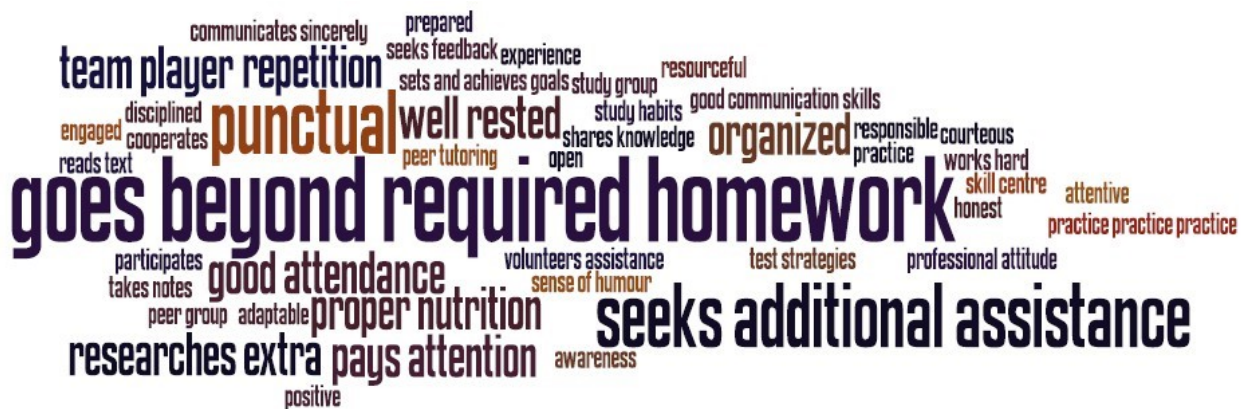 communicates sincerely
prepared
seeks feedback
experience
team player
repetition
sets and achieves goals
study group
resourceful
disciplined
punctual
well rested
study habits
good communication skills
engaged
cooperates
shares knowledge
organized
responsible
courteous
reads text
peer tutoring
open
practice
works hard
goes beyond required homework
skill centre
attentive
honest
practice practice practice
participates
good attendance
volunteers assistance
test strategies
professional attitude
takes notes
sense of humour
peer group
adaptable
proper nutrition
seeks additional assistance
researches extra
pays attention
awareness
positive